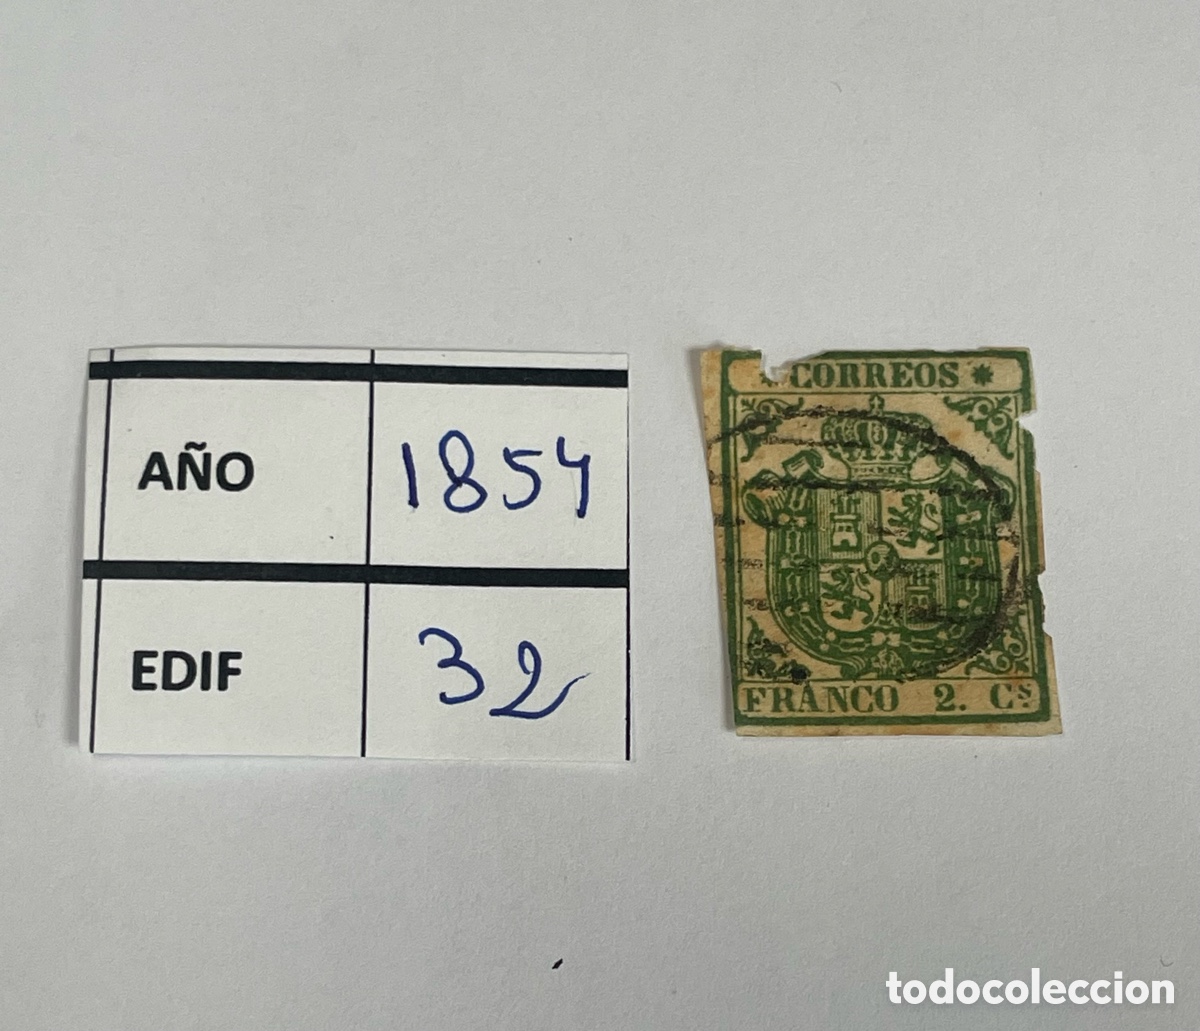 AÑO 1854
EDIF 32
* CORREOS *
FRANCO 2. Cs.
todocoleccion